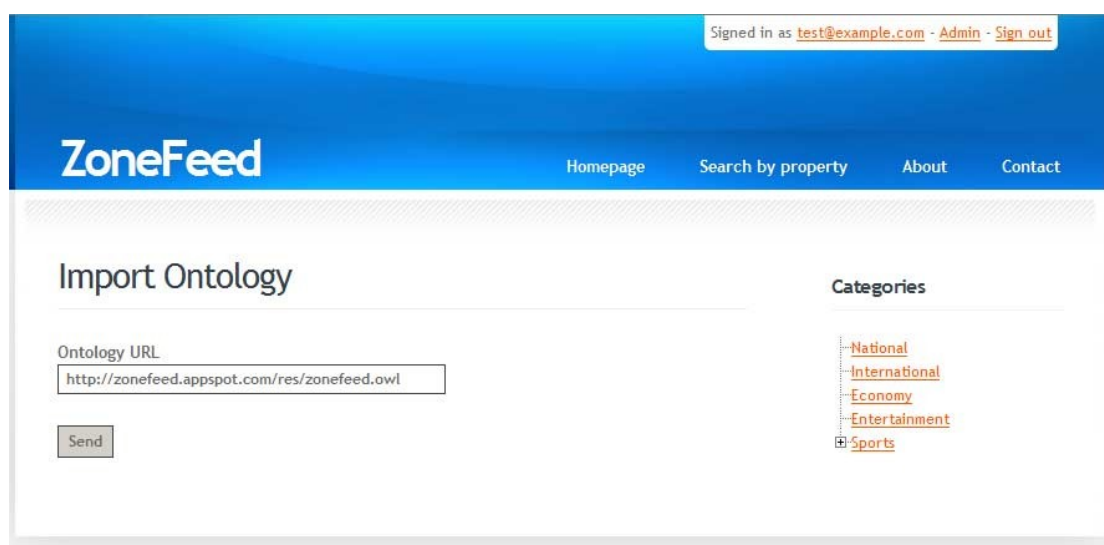 Signed in as test@example.com - Admin - Sign out
ZoneFeed
Homepage Search by property About Contact
Import Ontology
Ontology URL
http://zonefeed.appspot.com/res/zonefeed.owl
Send
Categories
National
International
Economy
Entertainment
Sports